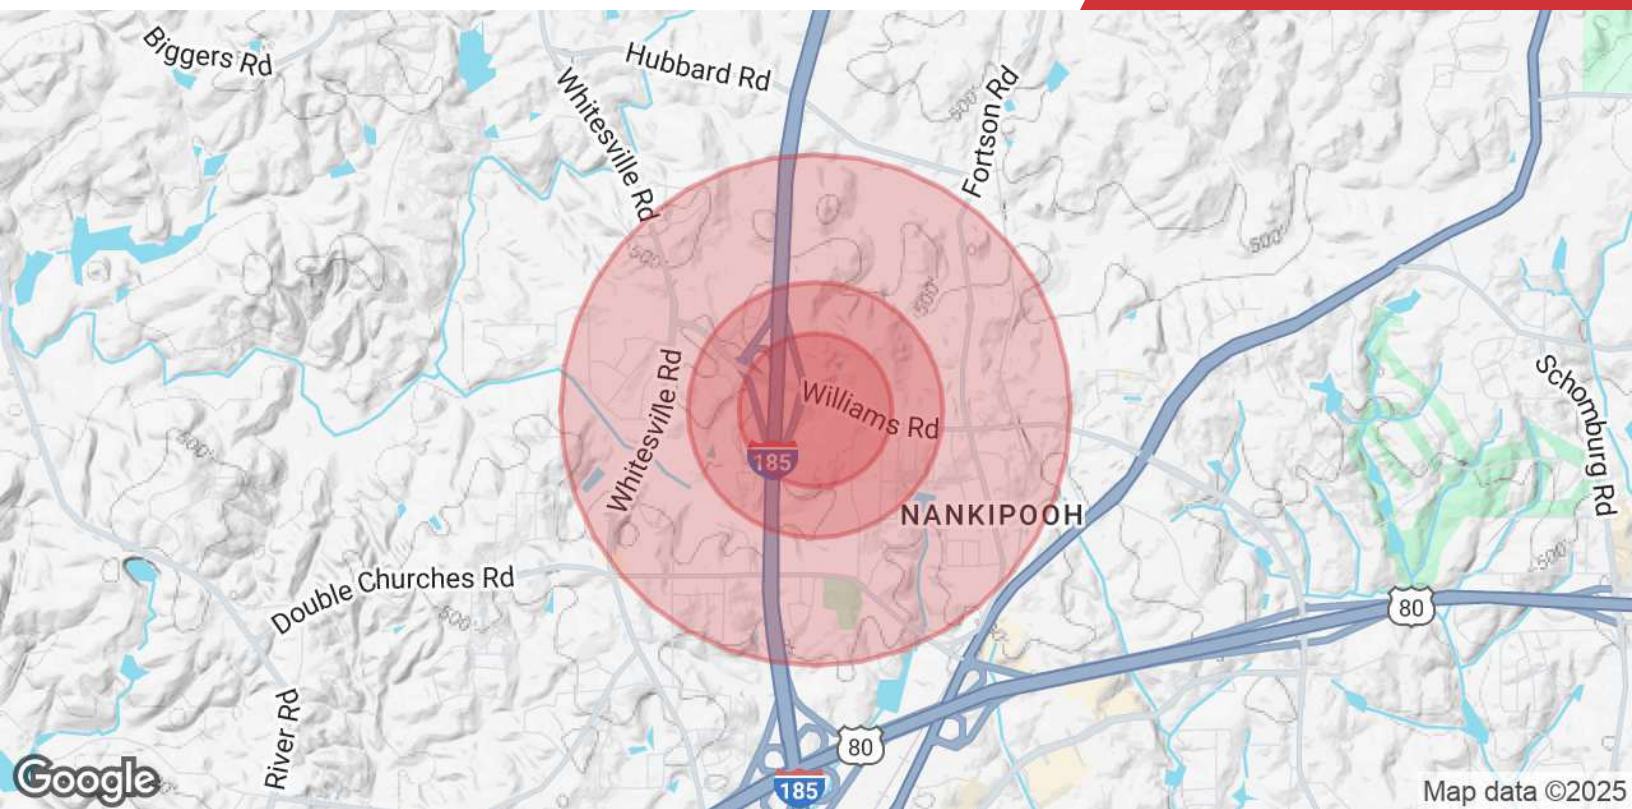 Biggers Rd
Hubbard Rd
Whitesville Rd
Fortson Rd
500'
500'
500'
500'
Williams Rd
Whitesville Rd
Schomburg Rd
500'
185
NANKIPOOH
500'
Double Churches Rd
500'
80
River Rd
80
185
Google
Map data ©2025